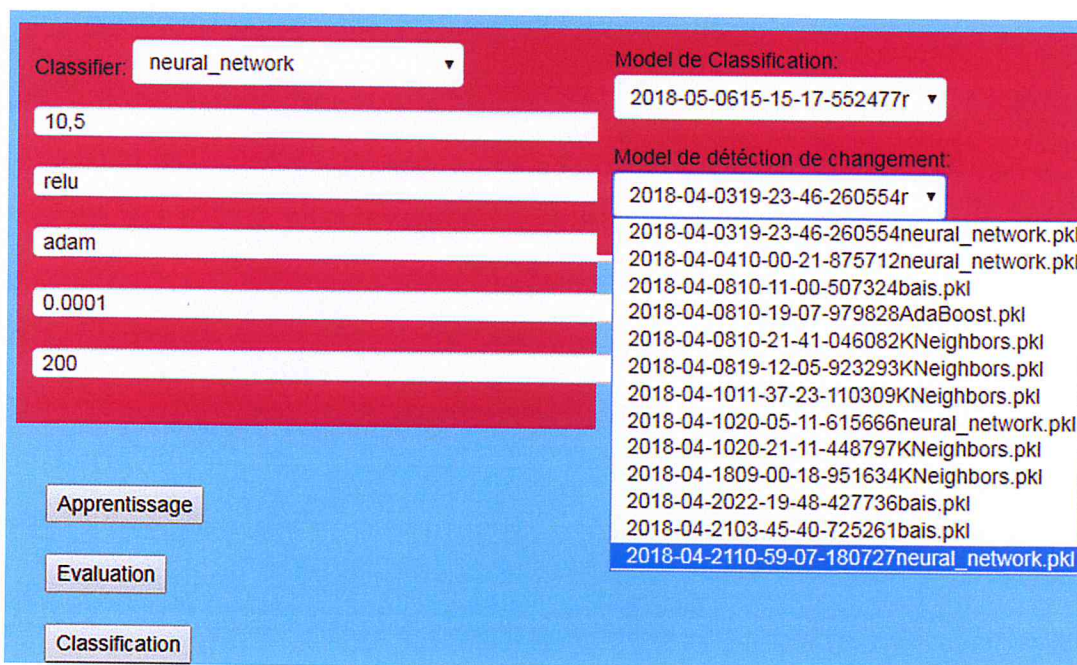 Classifier: neural_network
10,5
relu
adam
0.0001
200
Apprentissage
Evaluation
Classification
Model de Classification:
2018-05-0615-15-17-552477r
Model de détéction de changement:
2018-04-0319-23-46-260554r
2018-04-0319-23-46-260554neural_network.pkl
2018-04-0410-00-21-875712neural_network.pkl
2018-04-0810-11-00-507324bais.pkl
2018-04-0810-19-07-979828AdaBoost.pkl
2018-04-0810-21-41-046082KNeighbors.pkl
2018-04-0819-12-05-923293KNeighbors.pkl
2018-04-1011-37-23-110309KNeighbors.pkl
2018-04-1020-05-11-615666neural_network.pkl
2018-04-1020-21-11-448797KNeighbors.pkl
2018-04-1809-00-18-951634KNeighbors.pkl
2018-04-2022-19-48-427736bais.pkl
2018-04-2103-45-40-725261bais.pkl
2018-04-2110-59-07-180727neural_network.pkl